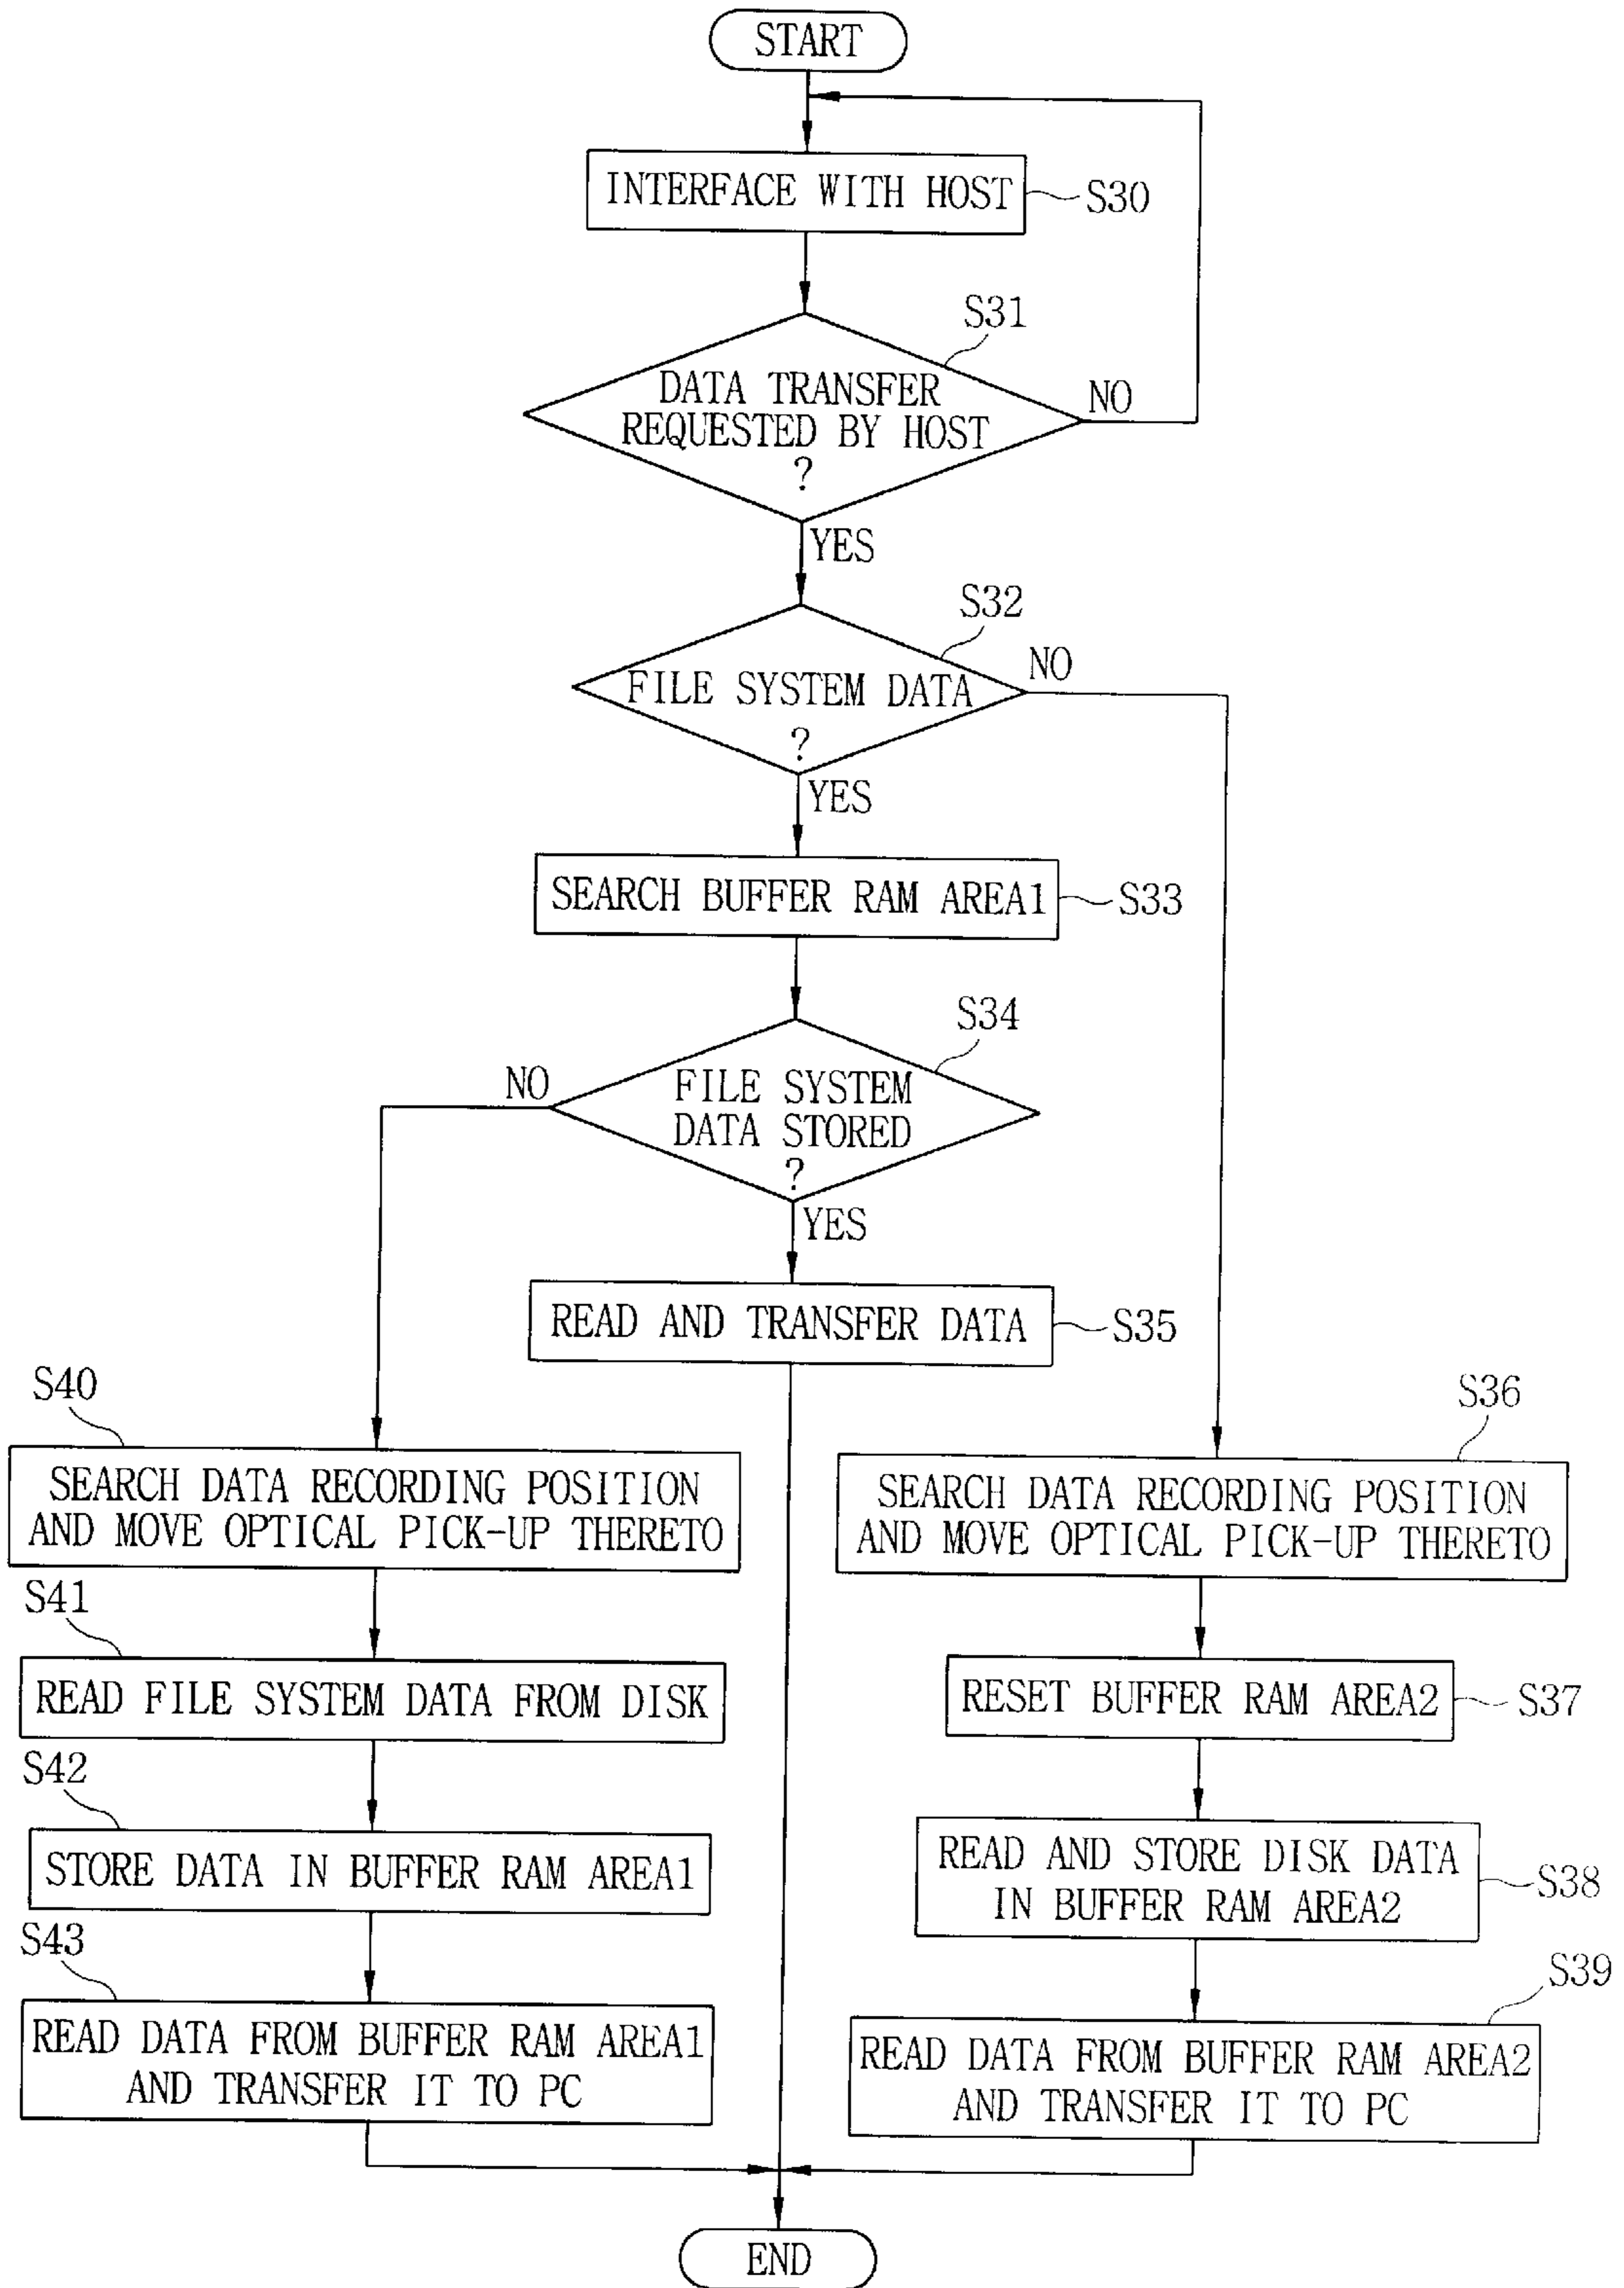 START
INTERFACE WITH HOST
S30
S31
DATA TRANSFER
REQUESTED BY HOST
?
NO
YES
S32
FILE SYSTEM DATA
?
NO
YES
SEARCH BUFFER RAM AREA1
S33
S34
FILE SYSTEM
DATA STORED
?
NO
YES
READ AND TRANSFER DATA
S35
S40
SEARCH DATA RECORDING POSITION
AND MOVE OPTICAL PICK-UP THERETO
S41
READ FILE SYSTEM DATA FROM DISK
S42
STORE DATA IN BUFFER RAM AREA1
S43
READ DATA FROM BUFFER RAM AREA1
AND TRANSFER IT TO PC
S36
SEARCH DATA RECORDING POSITION
AND MOVE OPTICAL PICK-UP THERETO
RESET BUFFER RAM AREA2
S37
READ AND STORE DISK DATA
IN BUFFER RAM AREA2
S38
S39
READ DATA FROM BUFFER RAM AREA2
AND TRANSFER IT TO PC
END